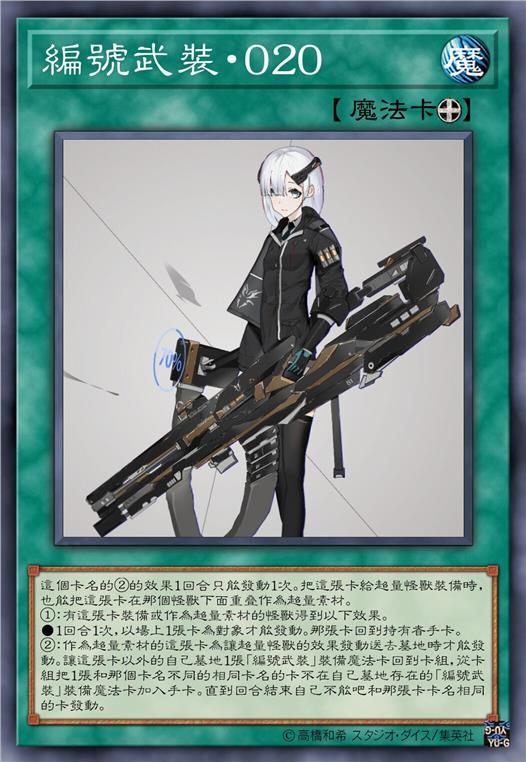 編號武裝・020
魔
【魔法卡】
70%
這個卡名的②的效果1回合只能發動1次。把這張卡給超量怪獸裝備時，
也能把這張卡在那個怪獸下面重疊作為超量素材。
①：有這張卡裝備或作為超量素材的怪獸得到以下效果。
●1回合1次，以場上1張卡為對象才能發動。那張卡回到持有者手卡。
②：作為超量素材的這張卡為讓超量怪獸的效果發動送去墓地時才能發
動。讓這張卡以外的自己墓地1張「編號武裝」裝備魔法卡回到卡組，從卡
組把1張和那個卡名不同的相同卡名的卡不在自己墓地存在的「編號武
裝」裝備魔法卡加入手卡。直到回合結束自己不能吧和那張卡卡名相同
的卡發動。
©高橋和希 スタジオ・ダイス/集英社
YU-G
YU-G